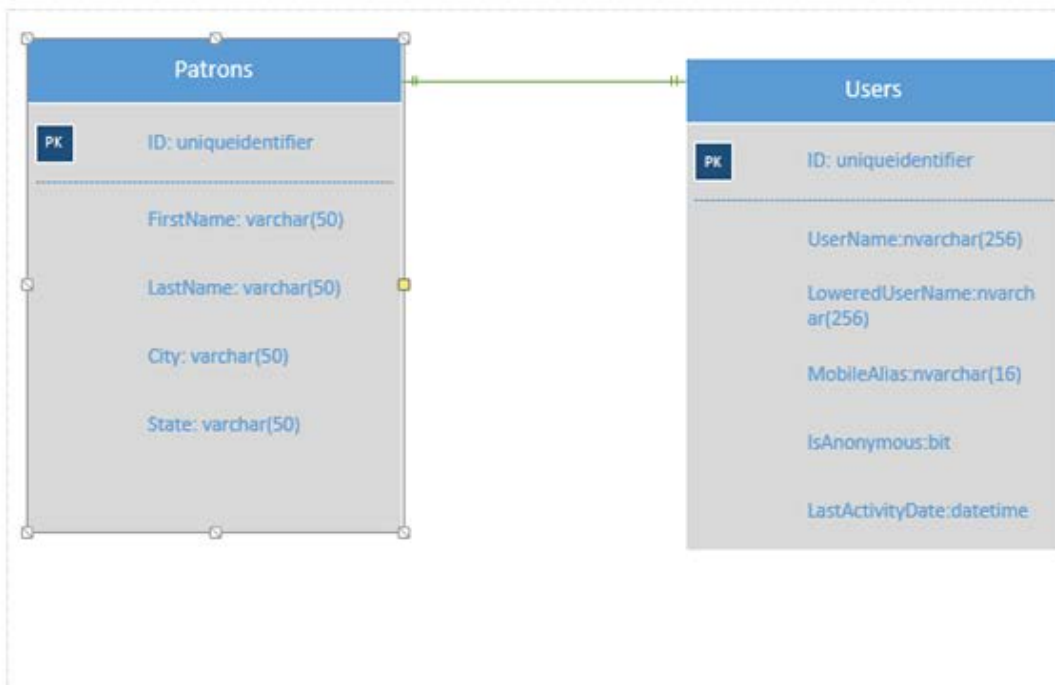 Patrons
PK
ID: uniqueidentifier
FirstName: varchar(50)
LastName: varchar(50)
City: varchar(50)
State: varchar(50)
Users
PK
ID: uniqueidentifier
UserName:nvarchar(256)
LoweredUserName:nvarch
ar(256)
MobileAlias:nvarchar(16)
IsAnonymous:bit
LastActivityDate:datetime